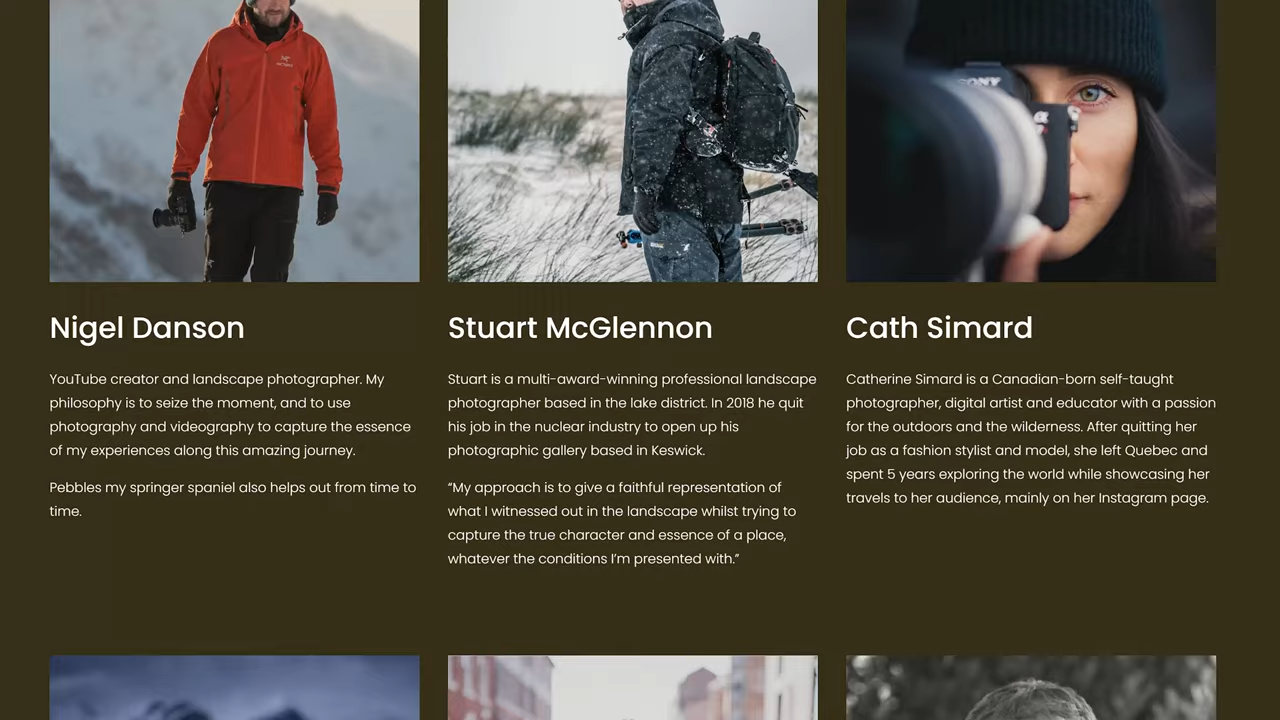 SONY
α
Nigel Danson
YouTube creator and landscape photographer. My
philosophy is to seize the moment, and to use
photography and videography to capture the essence
of my experiences along this amazing journey.
Pebbles my springer spaniel also helps out from time to
time.
Stuart McGlennon
Stuart is a multi-award-winning professional landscape
photographer based in the lake district. In 2018 he quit
his job in the nuclear industry to open up his
photographic gallery based in Keswick.
“My approach is to give a faithful representation of
what I witnessed out in the landscape whilst trying to
capture the true character and essence of a place,
whatever the conditions I’m presented with.”
Cath Simard
Catherine Simard is a Canadian-born self-taught
photographer, digital artist and educator with a passion
for the outdoors and the wilderness. After quitting her
job as a fashion stylist and model, she left Quebec and
spent 5 years exploring the world while showcasing her
travels to her audience, mainly on her Instagram page.